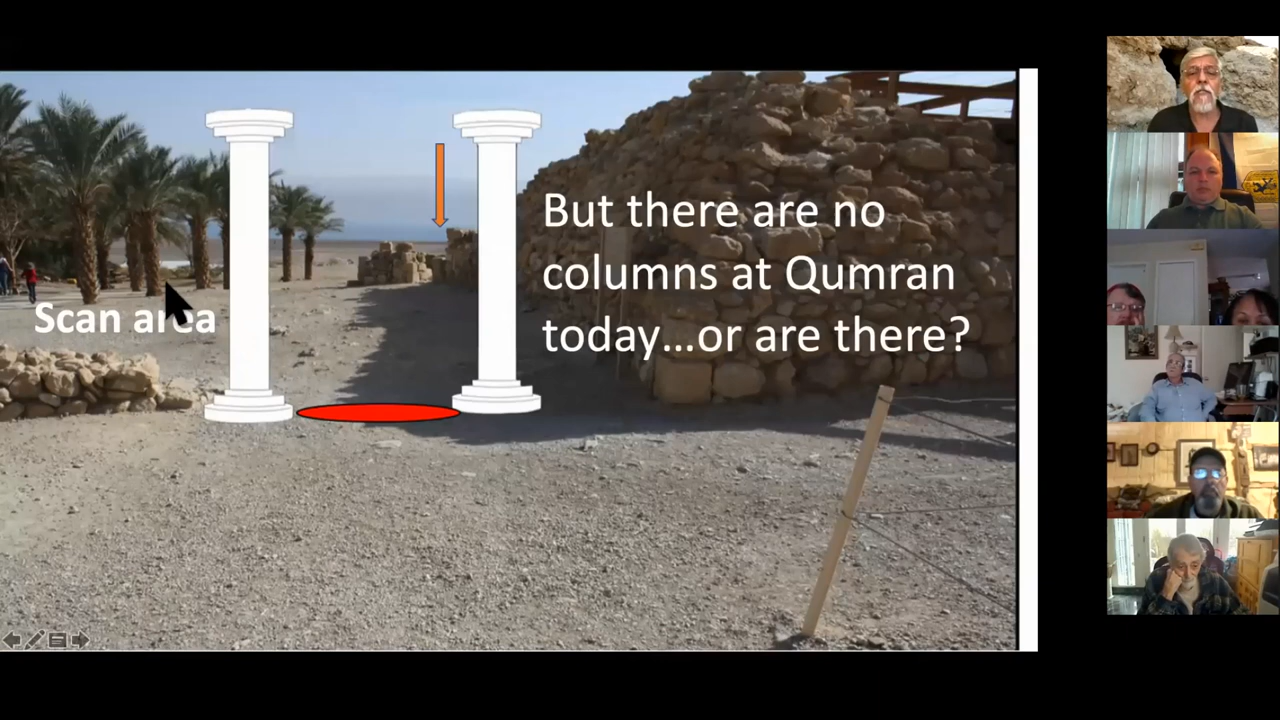 But there are no
columns at Qumran
today...or are there?
Scan area